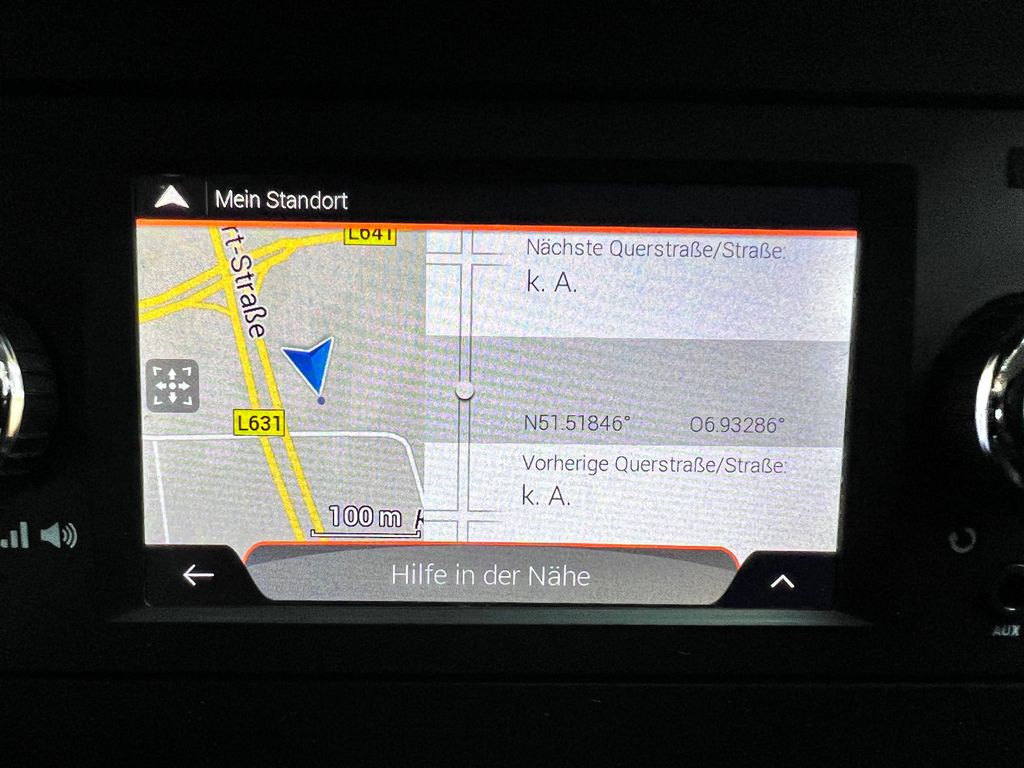 Mein Standort
L641
rt-Straße
Nächste Querstraße/Straße:
k. A.
L631
N51.51846° O6.93286°
Vorherige Querstraße/Straße:
k. A.
100 m
Hilfe in der Nähe
AUX